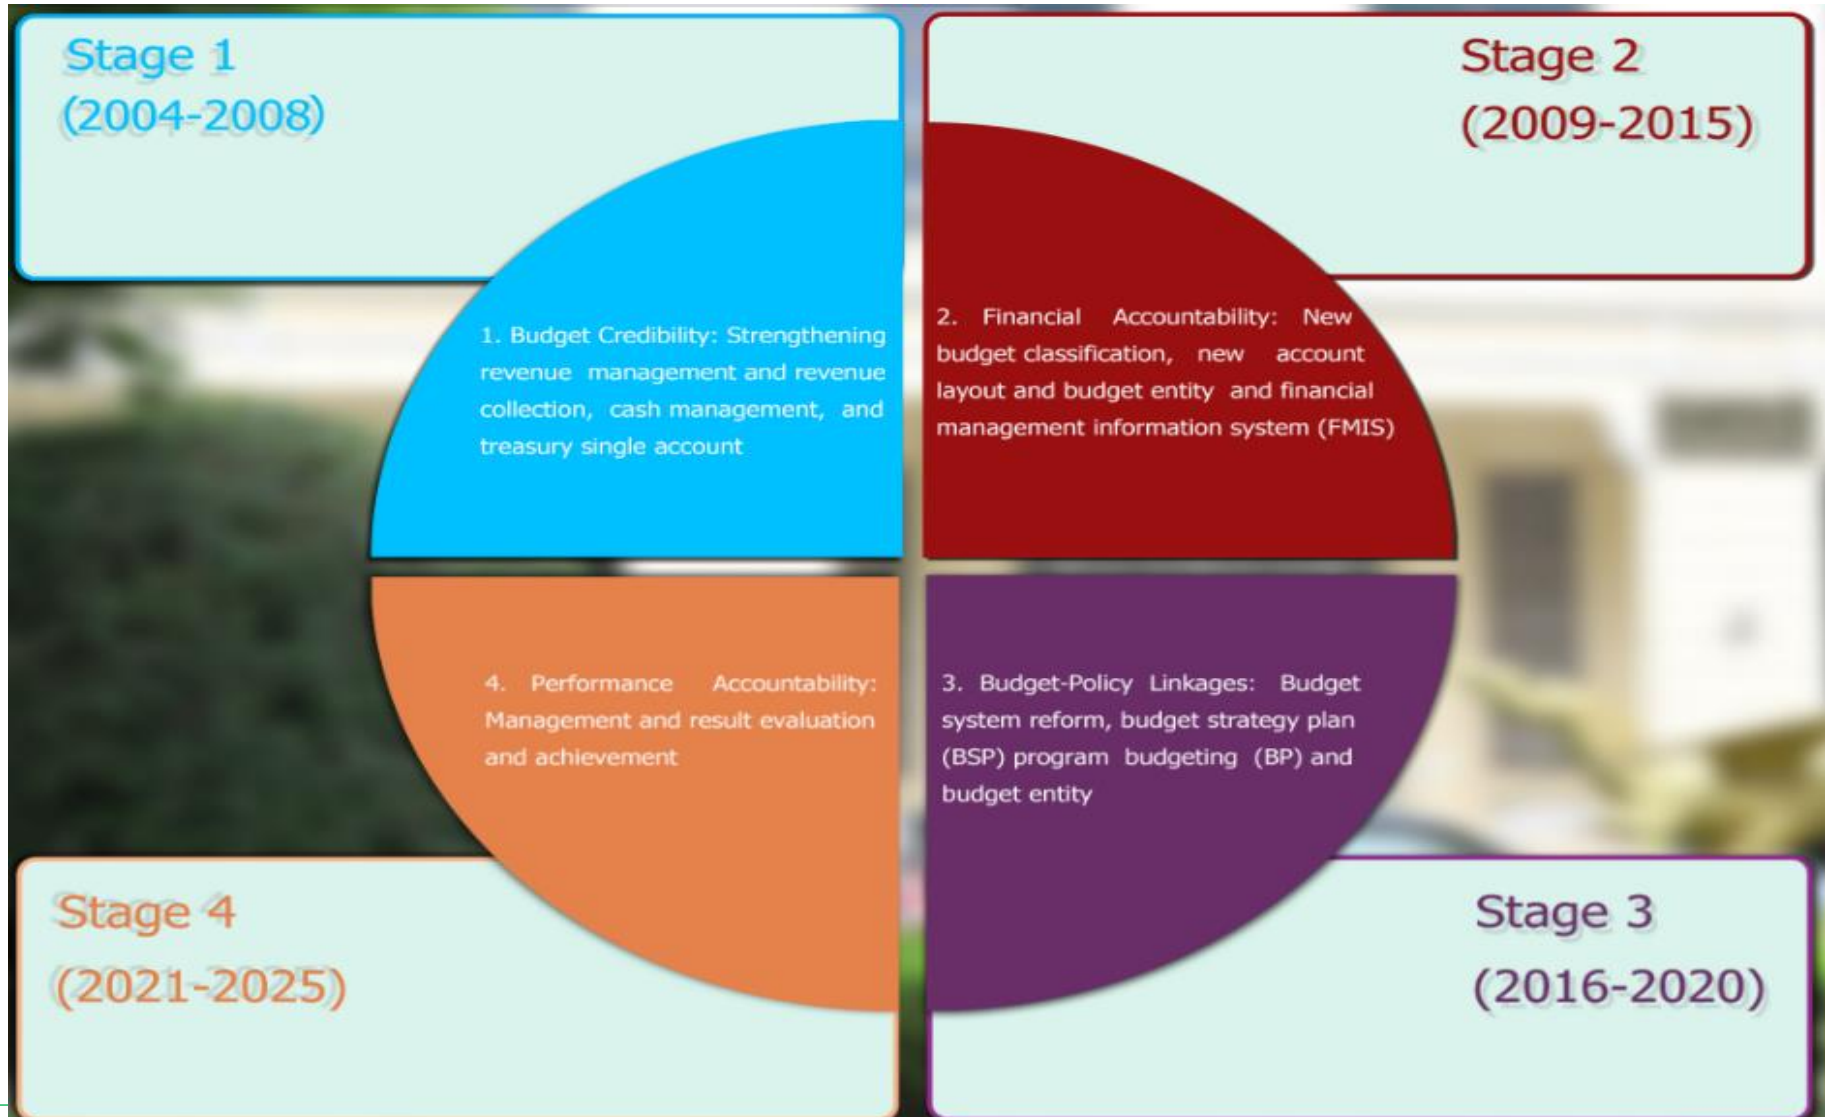 Stage 1
(2004-2008)
Stage 2
(2009-2015)
1. Budget Credibility: Strengthening
revenue management and revenue
collection, cash management, and
treasury single account
2. Financial Accountability: New
budget classification, new account
layout and budget entity and financial
management information system (FMIS)
4. Performance Accountability:
Management and result evaluation
and achievement
3. Budget-Policy Linkages: Budget
system reform, budget strategy plan
(BSP) program budgeting (BP) and
budget entity
Stage 4
(2021-2025)
Stage 3
(2016-2020)